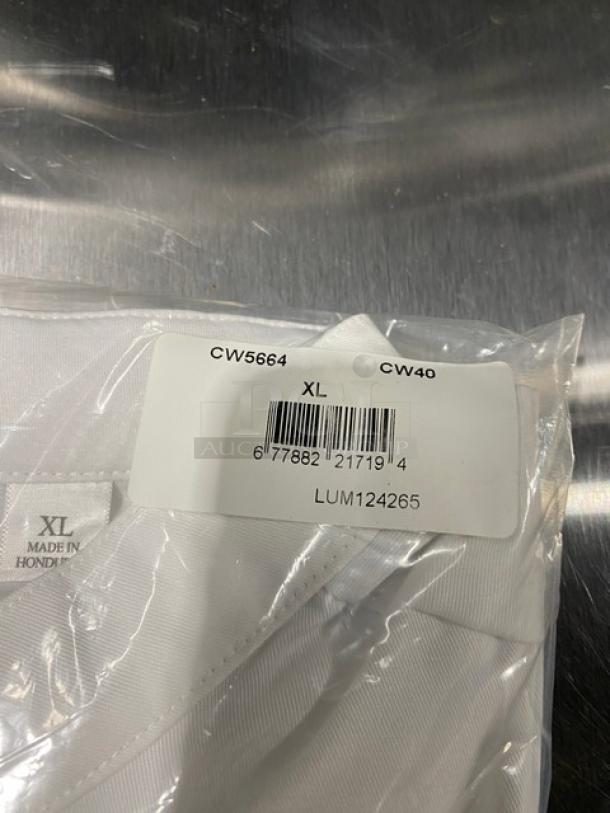 CW5664 CW40
XL
6 77882 21719 4
LUM124265
XL
MADE IN